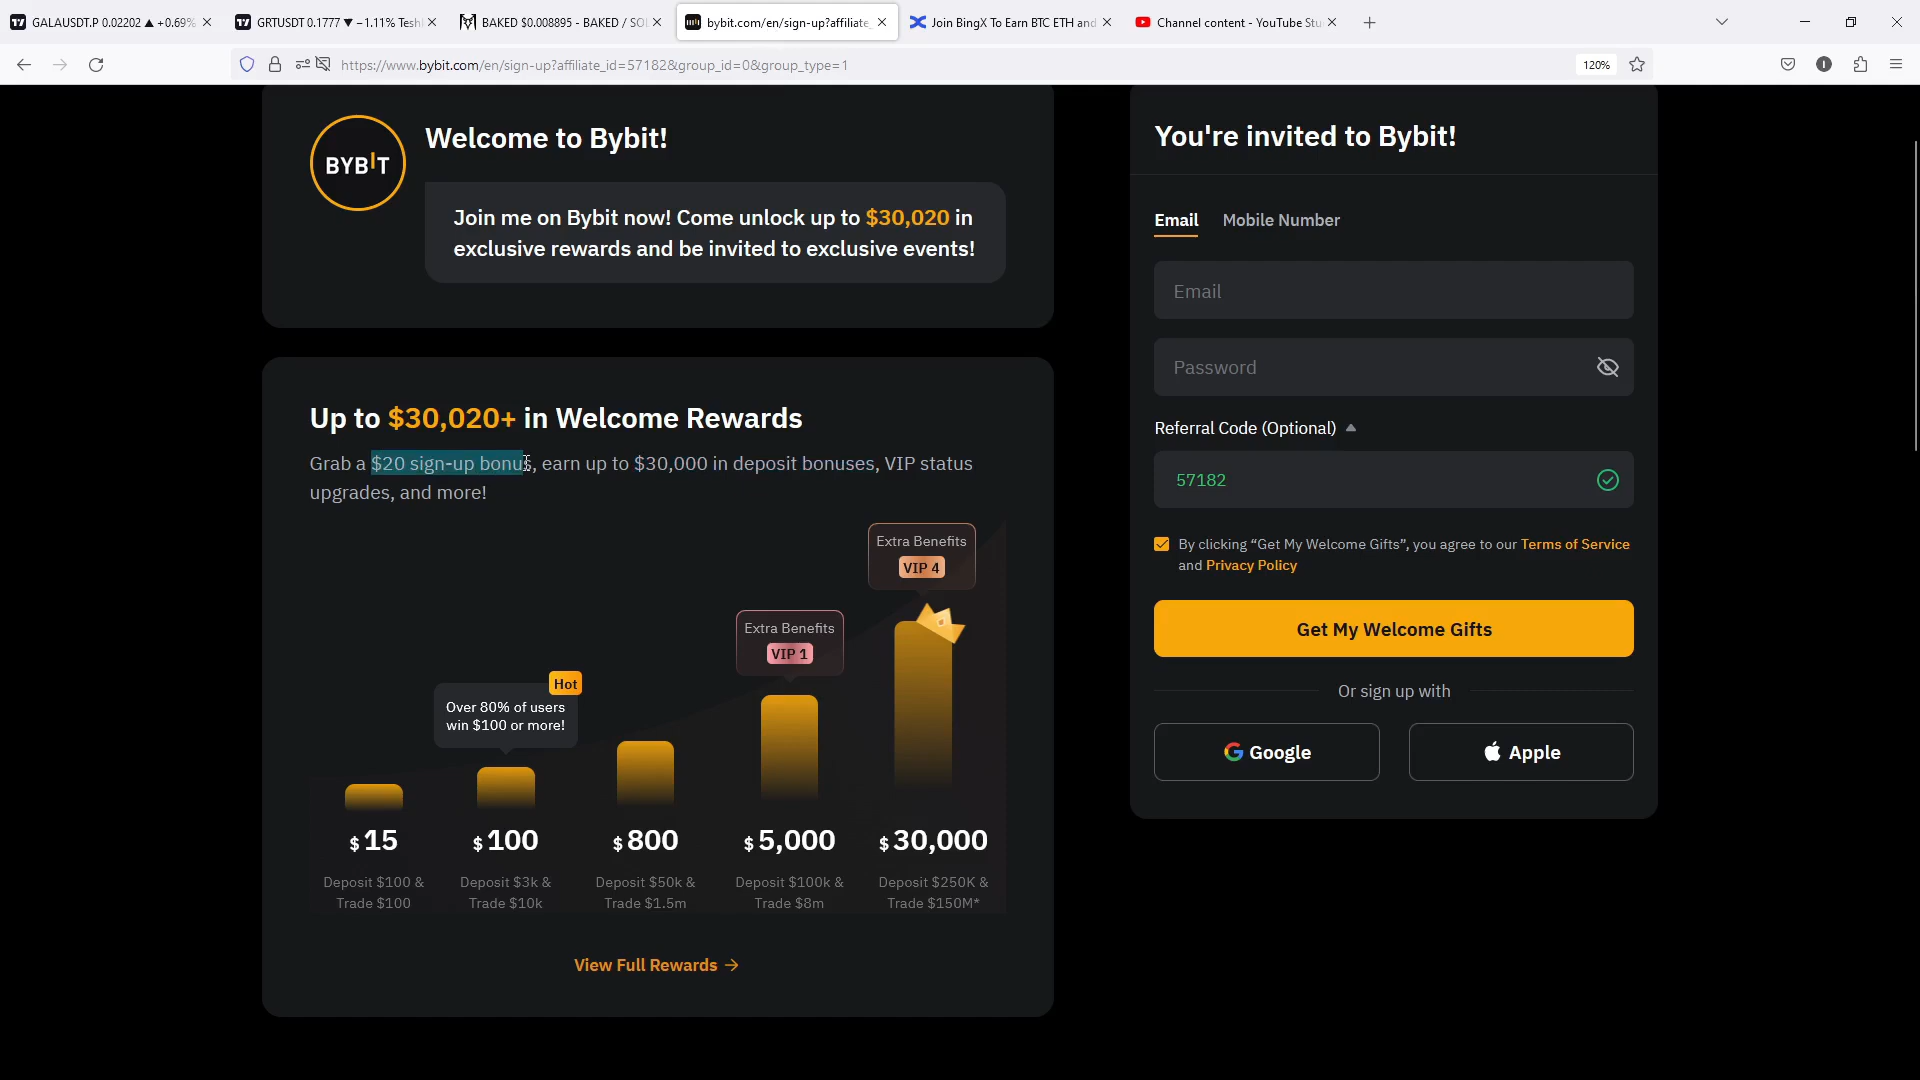 GALAUSDT.P 0.02202 ▲ +0.69%
GRTUSDT 0.1777 ▼ −1.11% Tesh
BAKED $0.008895 - BAKED / SO
bybit.com/en/sign-up?affiliate_
Join BingX To Earn BTC ETH and
Channel content - YouTube Stu
https://www.bybit.com/en/sign-up?affiliate_id=57182&group_id=0&group_type=1
120%
BYBIT
Welcome to Bybit!
Join me on Bybit now! Come unlock up to $30,020 in
exclusive rewards and be invited to exclusive events!
Up to $30,020+ in Welcome Rewards
Grab a $20 sign-up bonus, earn up to $30,000 in deposit bonuses, VIP status
upgrades, and more!
Extra Benefits
VIP 4
Extra Benefits
VIP 1
Hot
Over 80% of users
win $100 or more!
$ 15
$ 100
$ 800
$ 5,000
$ 30,000
Deposit $100 &
Trade $100
Deposit $3k &
Trade $10k
Deposit $50k &
Trade $1.5m
Deposit $100k &
Trade $8m
Deposit $250K &
Trade $150M*
View Full Rewards →
You're invited to Bybit!
Email
Mobile Number
Email
Password
Referral Code (Optional)
57182
By clicking “Get My Welcome Gifts”, you agree to our Terms of Service
and Privacy Policy
Get My Welcome Gifts
Or sign up with
Google
Apple